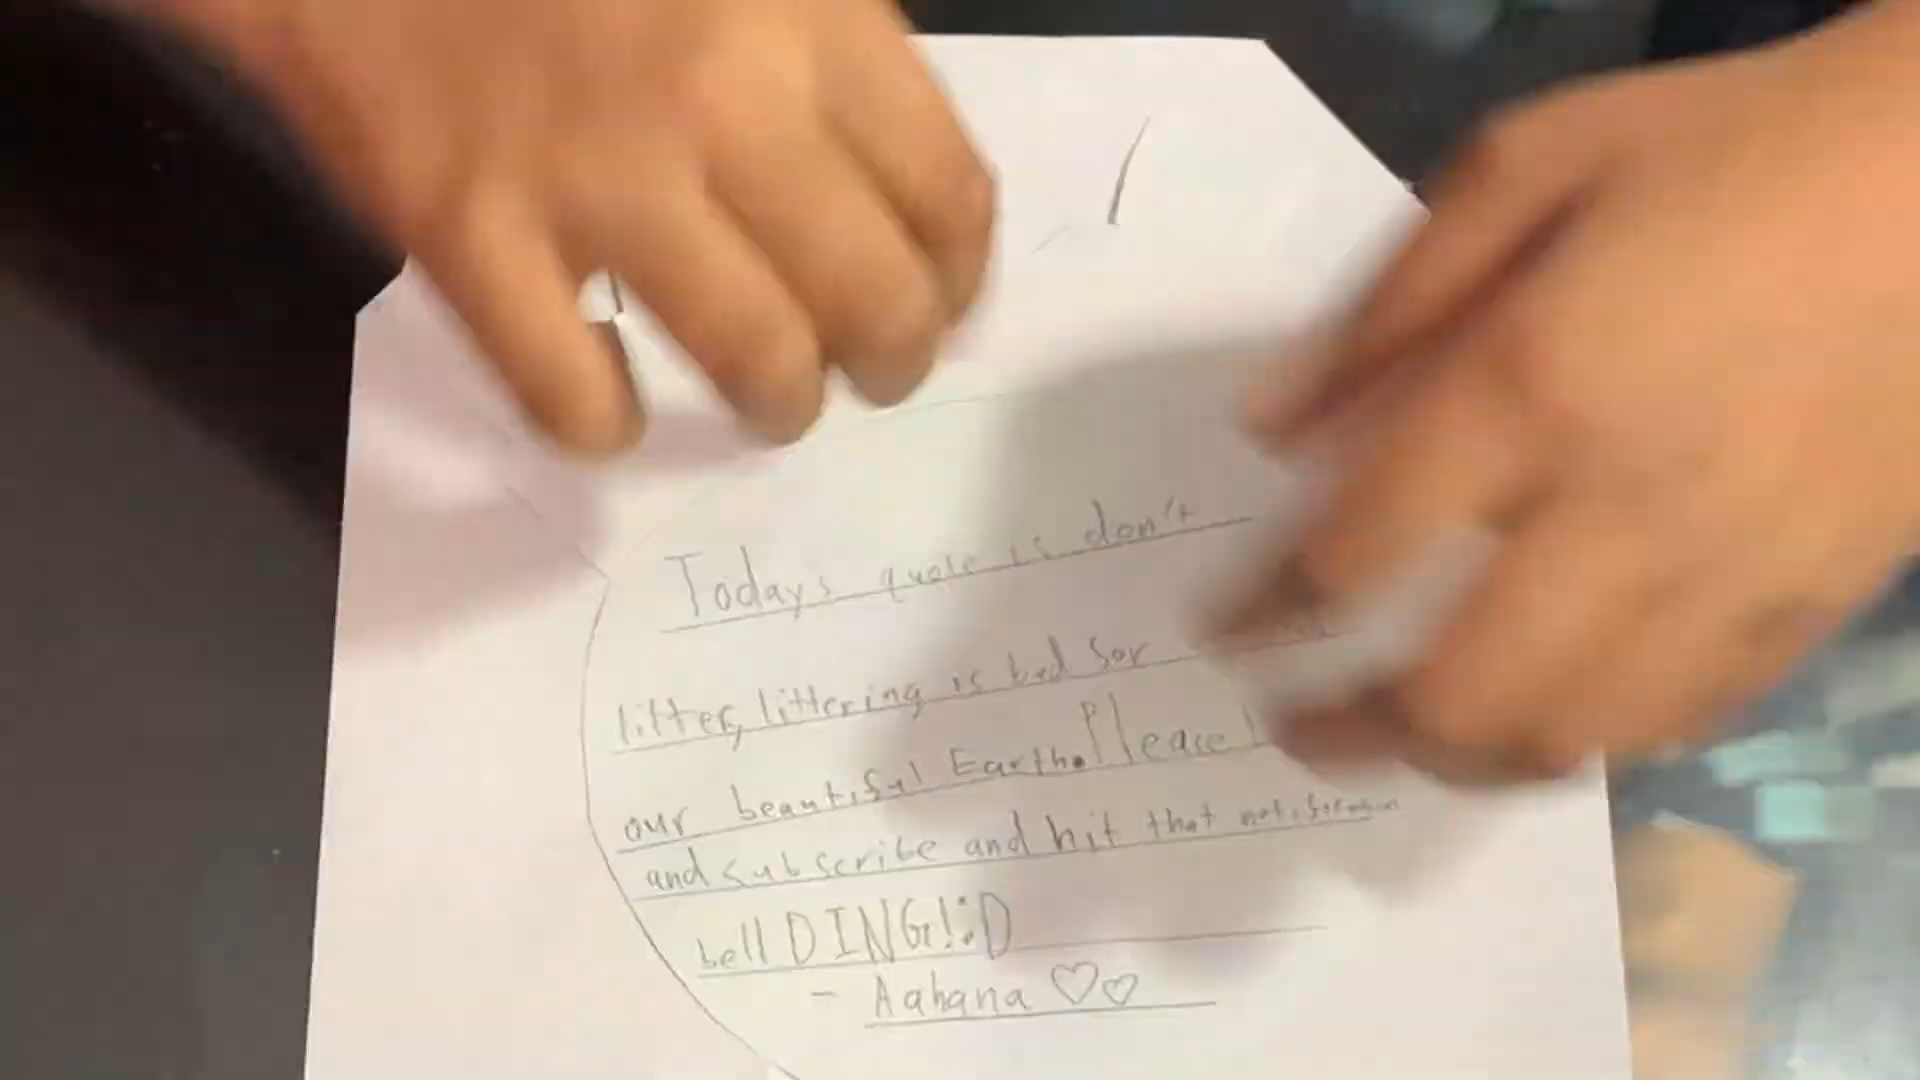 Todays quote is don't
litter, littering is bad for
our beautiful Earth. Please
and subscribe and hit that notification
bell DING!:D
- Aahana ♡♡